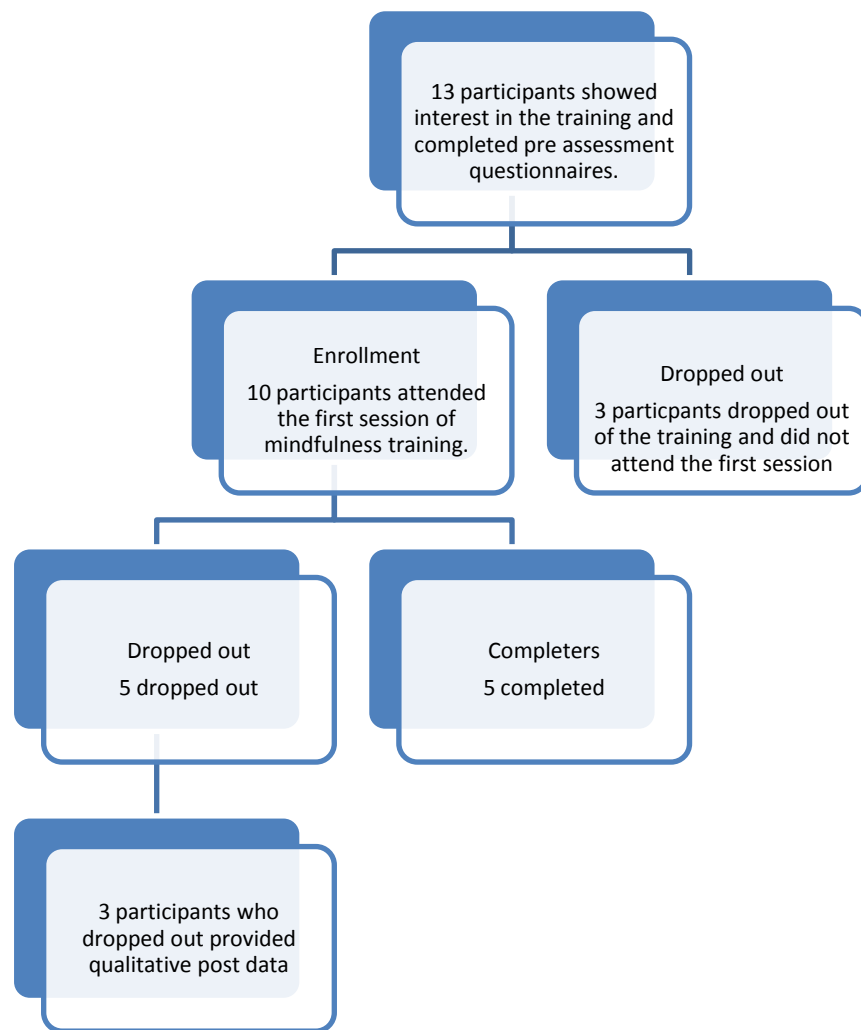 13 participants showed
interest in the training and
completed pre assessment
questionnaires.
Enrollment
10 participants attended
the first session of
mindfulness training.
Dropped out
3 particpants dropped out
of the training and did not
attend the first session
Dropped out
5 dropped out
Completers
5 completed
3 participants who
dropped out provided
qualitative post data